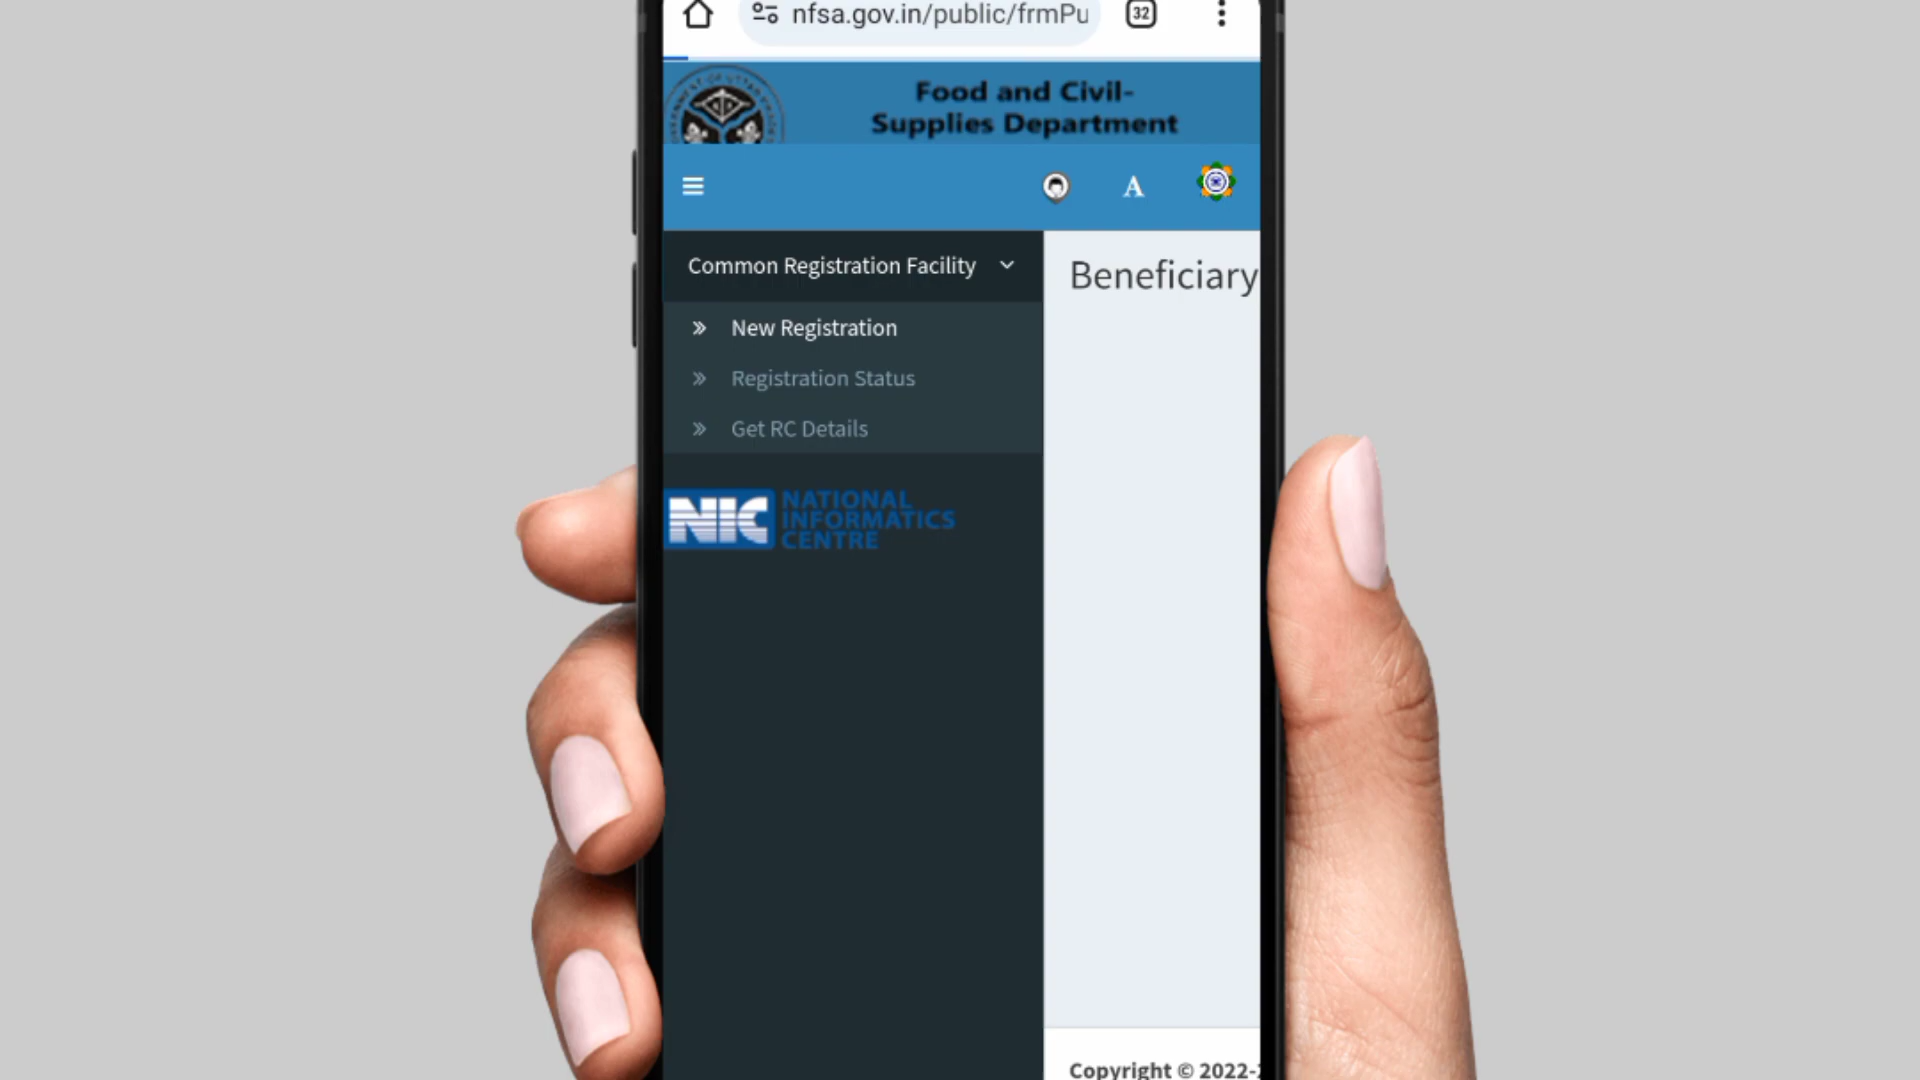 nfsa.gov.in/public/frmPu
32
Food and Civil-
Supplies Department
A
Common Registration Facility
Beneficiary
New Registration
Registration Status
Get RC Details
NIC
NATIONAL
INFORMATICS
CENTRE
Copyright © 2022-